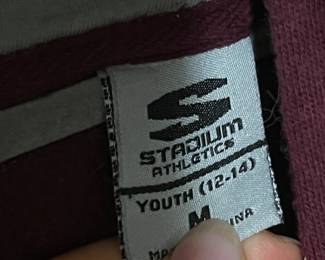 STADIUM
ATHLETICS
YOUTH (12-14)
M